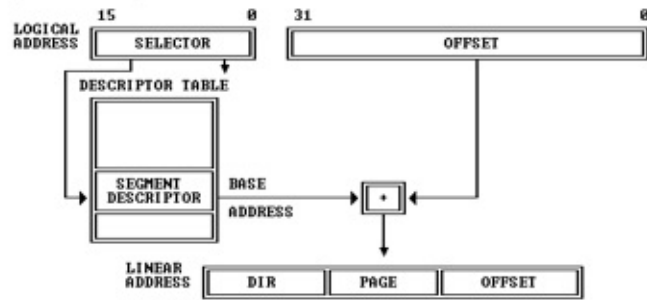 15 0 31 0
LOGICAL
ADDRESS
SELECTOR
OFFSET
DESCRIPTOR TABLE
SEGMENT
DESCRIPTOR
BASE
ADDRESS
+
LINEAR
ADDRESS
DIR PAGE OFFSET